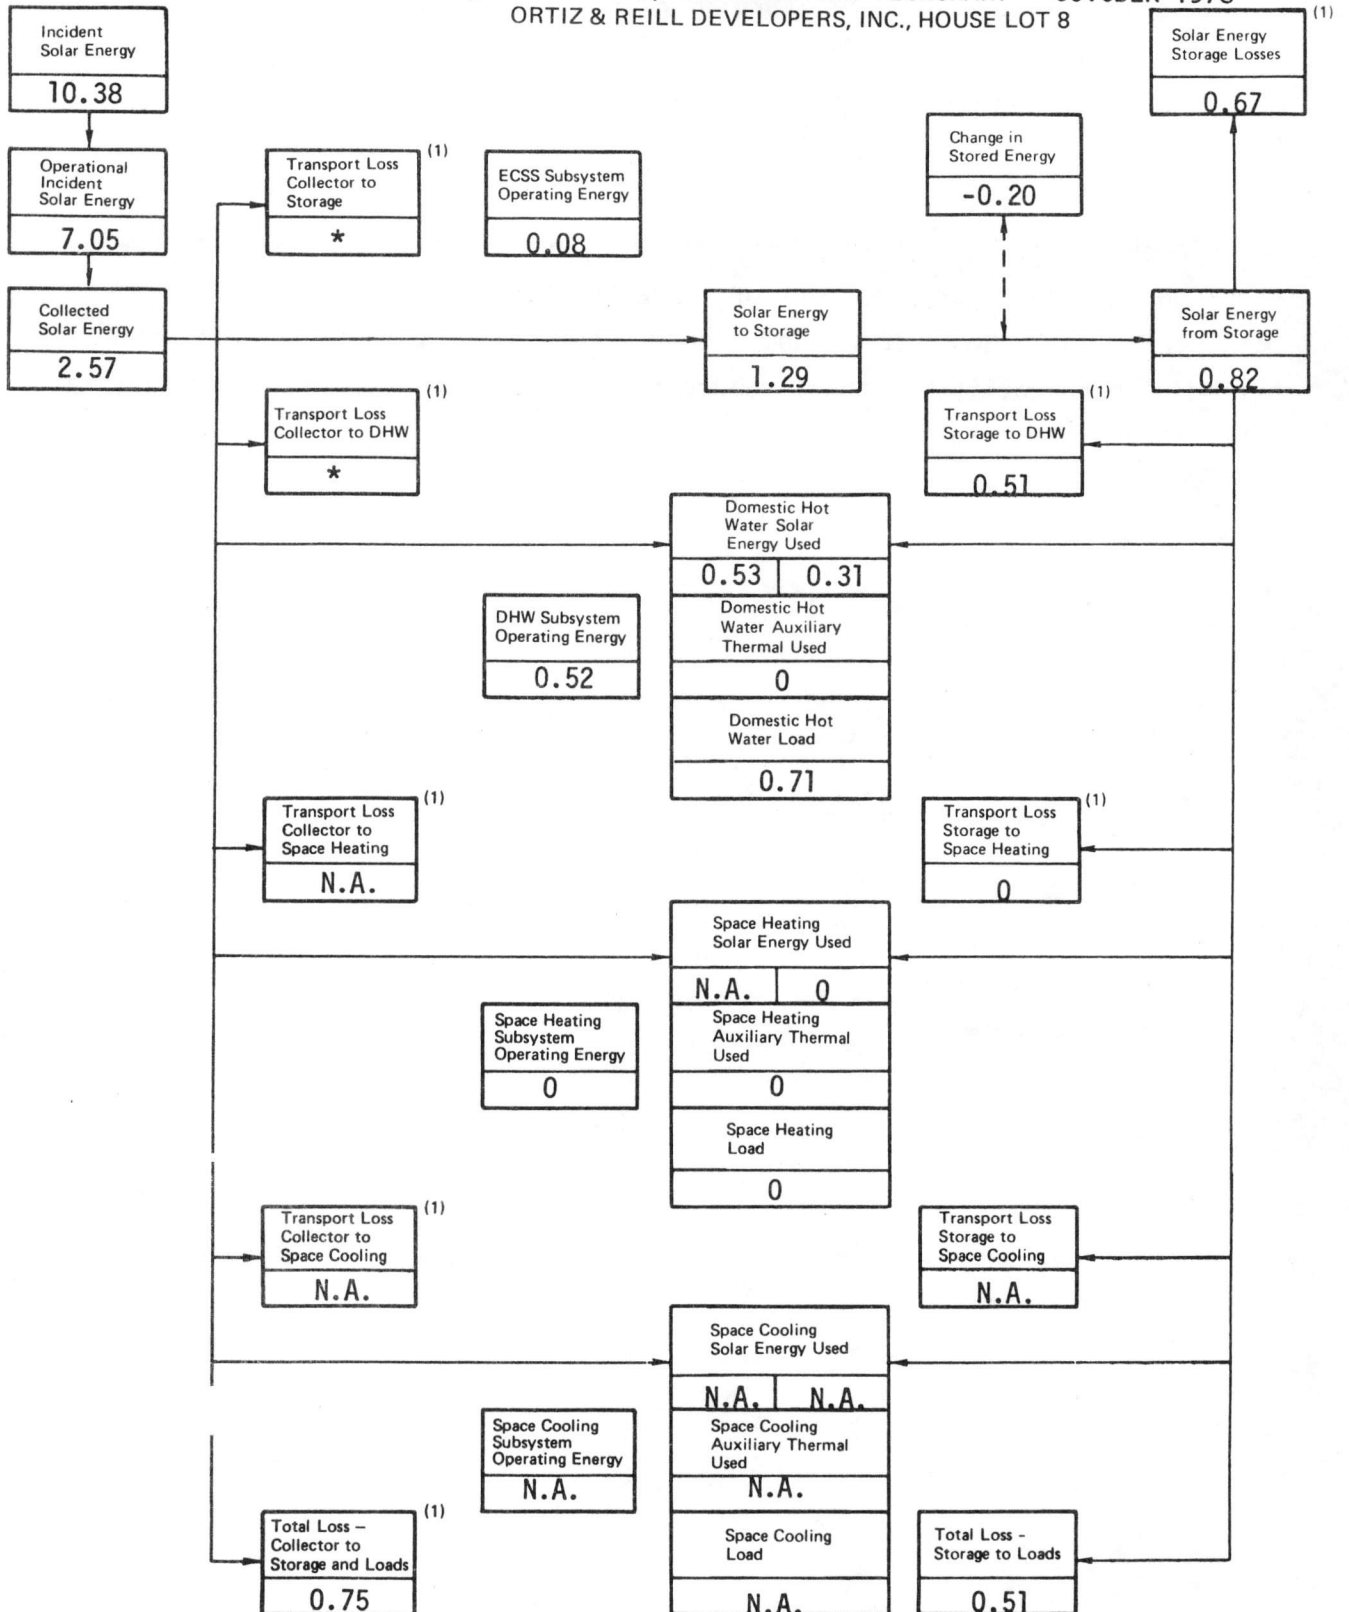 OCTOBER 1978
ORTIZ & REILL DEVELOPERS, INC., HOUSE LOT 8
Incident
Solar Energy
10.38
(1)
Solar Energy
Storage Losses
0.67
Operational
Incident
Solar Energy
7.05
Transport Loss
Collector to
Storage
*
(1)
ECSS Subsystem
Operating Energy
0.08
Change in
Stored Energy
-0.20
Collected
Solar Energy
2.57
Solar Energy
to Storage
1.29
Solar Energy
from Storage
0.82
Transport Loss
Collector to DHW
*
(1)
Transport Loss
Storage to DHW
0.51
(1)
Domestic Hot
Water Solar
Energy Used
0.53 0.31
DHW Subsystem
Operating Energy
0.52
Domestic Hot
Water Auxiliary
Thermal Used
0
Domestic Hot
Water Load
0.71
Transport Loss
Collector to
Space Heating
N.A.
(1)
Transport Loss
Storage to
Space Heating
0
(1)
Space Heating
Solar Energy Used
N.A. 0
Space Heating
Subsystem
Operating Energy
0
Space Heating
Auxiliary Thermal
Used
0
Space Heating
Load
0
Transport Loss
Collector to
Space Cooling
N.A.
(1)
Transport Loss
Storage to
Space Cooling
N.A.
Space Cooling
Solar Energy Used
N.A. N.A.
Space Cooling
Subsystem
Operating Energy
N.A.
Space Cooling
Auxiliary Thermal
Used
N.A.
Space Cooling
Load
N.A.
Total Loss –
Collector to
Storage and Loads
0.75
(1)
Total Loss -
Storage to Loads
0.51